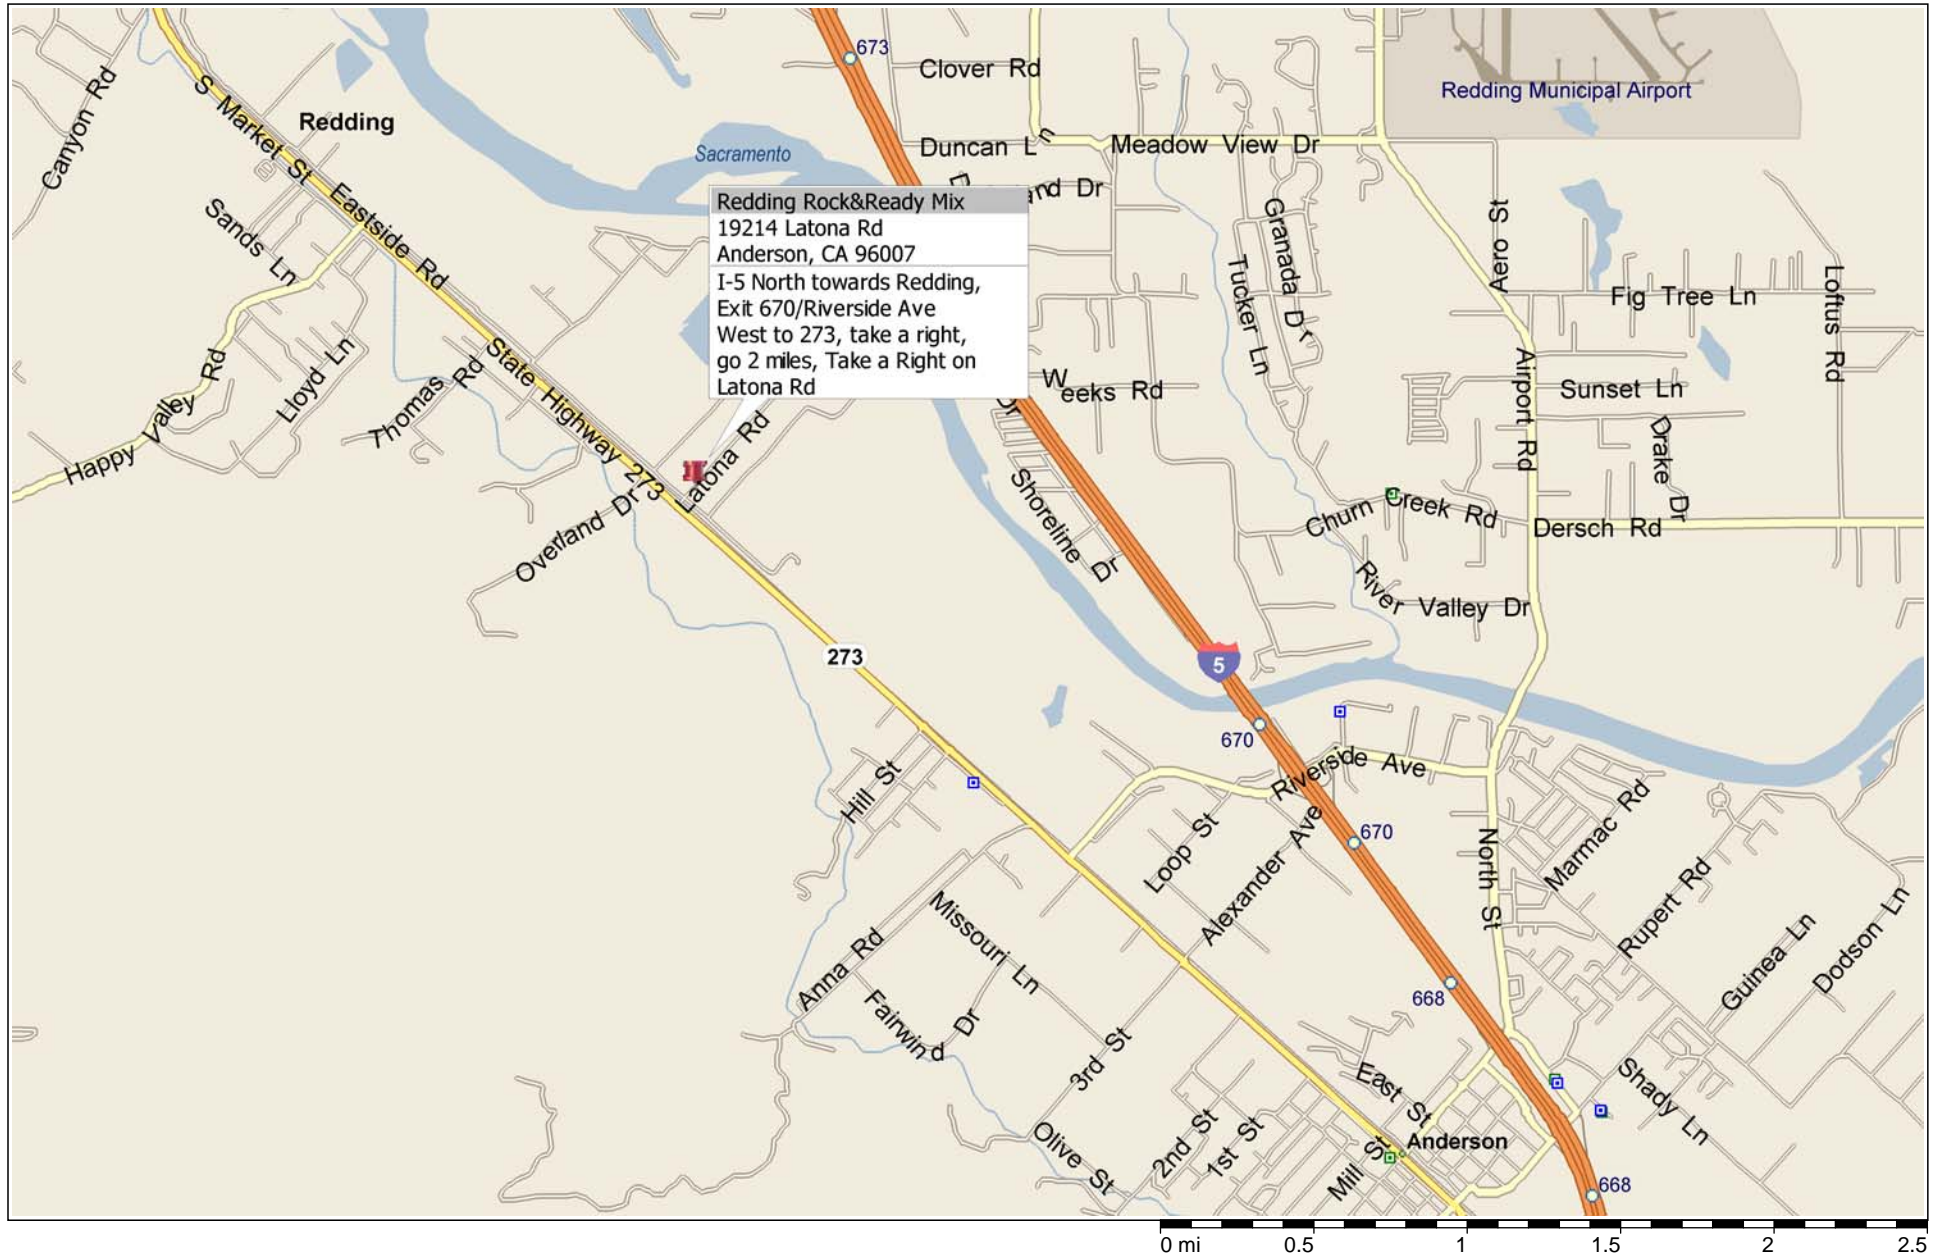 673
Clover Rd
Redding Municipal Airport
Canyon Rd
S Market St
Redding
Sacramento
Duncan Ln
Meadow View Dr
nd Dr
Eastside Rd
Sands Ln
Redding Rock&Ready Mix
19214 Latona Rd
Anderson, CA 96007
I-5 North towards Redding,
Exit 670/Riverside Ave
West to 273, take a right,
go 2 miles, Take a Right on
Latona Rd
Granada Dr
Tucker Ln
Aero St
Fig Tree Ln
Loftus Rd
Happy Valley Rd
Lloyd Ln
Thomas Rd
State Highway 273
Weeks Rd
Dr
Airport Rd
Sunset Ln
Drake Dr
Latona Rd
Overland Dr
Shoreline Dr
Churn Creek Rd
Dersch Rd
River Valley Dr
273
5
670
Riverside Ave
Hill St
Loop St
Alexander Ave
670
North St
Marmac Rd
Rupert Rd
Guinea Ln
Dodson Ln
Missouri Ln
Anna Rd
Fairwind Dr
668
3rd St
East St
Shady Ln
Olive St
2nd St
1st St
Mill St
Anderson
668
0 mi 0.5 1 1.5 2 2.5